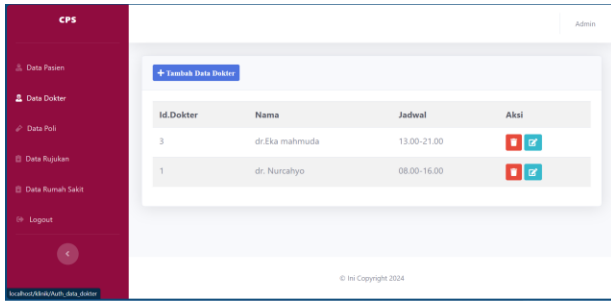 CPS
Admin
Data Pasien
Data Dokter
Data Poli
Data Rujukan
Data Rumah Sakit
Logout
+ Tambah Data Dokter
Id.Dokter Nama Jadwal Aksi
3 dr.Eka mahmuda 13.00-21.00
1 dr. Nurcahyo 08.00-16.00
© Ini Copyright 2024
localhost/klinik/Auth_data_dokter